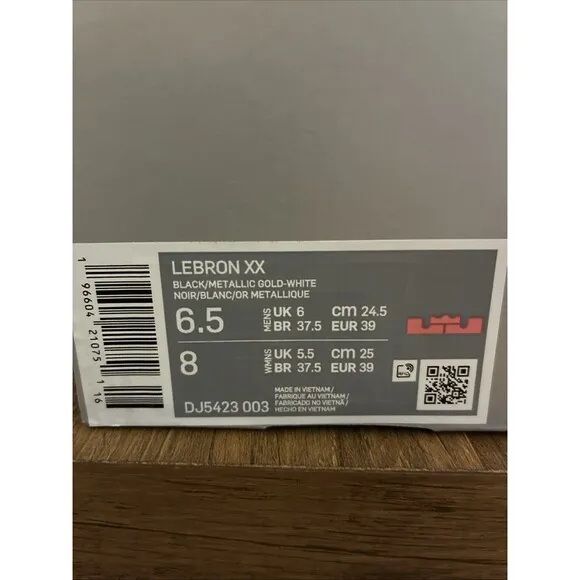 LEBRON XX
BLACK/METALLIC GOLD-WHITE
NOIR/BLANC/OR METALLIQUE
6.5 MENS UK 6 cm 24.5
BR 37.5 EUR 39
8 WMNS UK 5.5 cm 25
BR 37.5 EUR 39
DJ5423 003
MADE IN VIETNAM/
FABRIQUE AU VIETNAM/
FABRICADO NO VIETNÃ/
HECHO EN VIETNAM
1 96604 21075 1 16